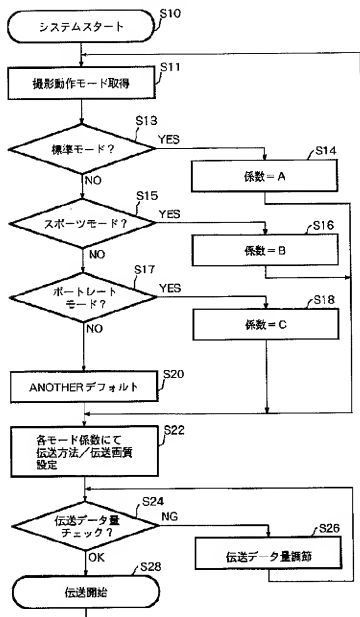 システムスタート
S10
S11
撮影動作モード取得
S13
標準モード?
YES
S14
係数=A
NO
S15
スポーツモード?
YES
S16
係数=B
NO
S17
ポートレート
モード?
YES
S18
係数=C
NO
S20
ANOTHERデフォルト
S22
各モード係数にて
伝送方法/伝送画質
設定
S24
伝送データ量
チェック?
NG
S26
伝送データ量調節
OK
S28
伝送開始